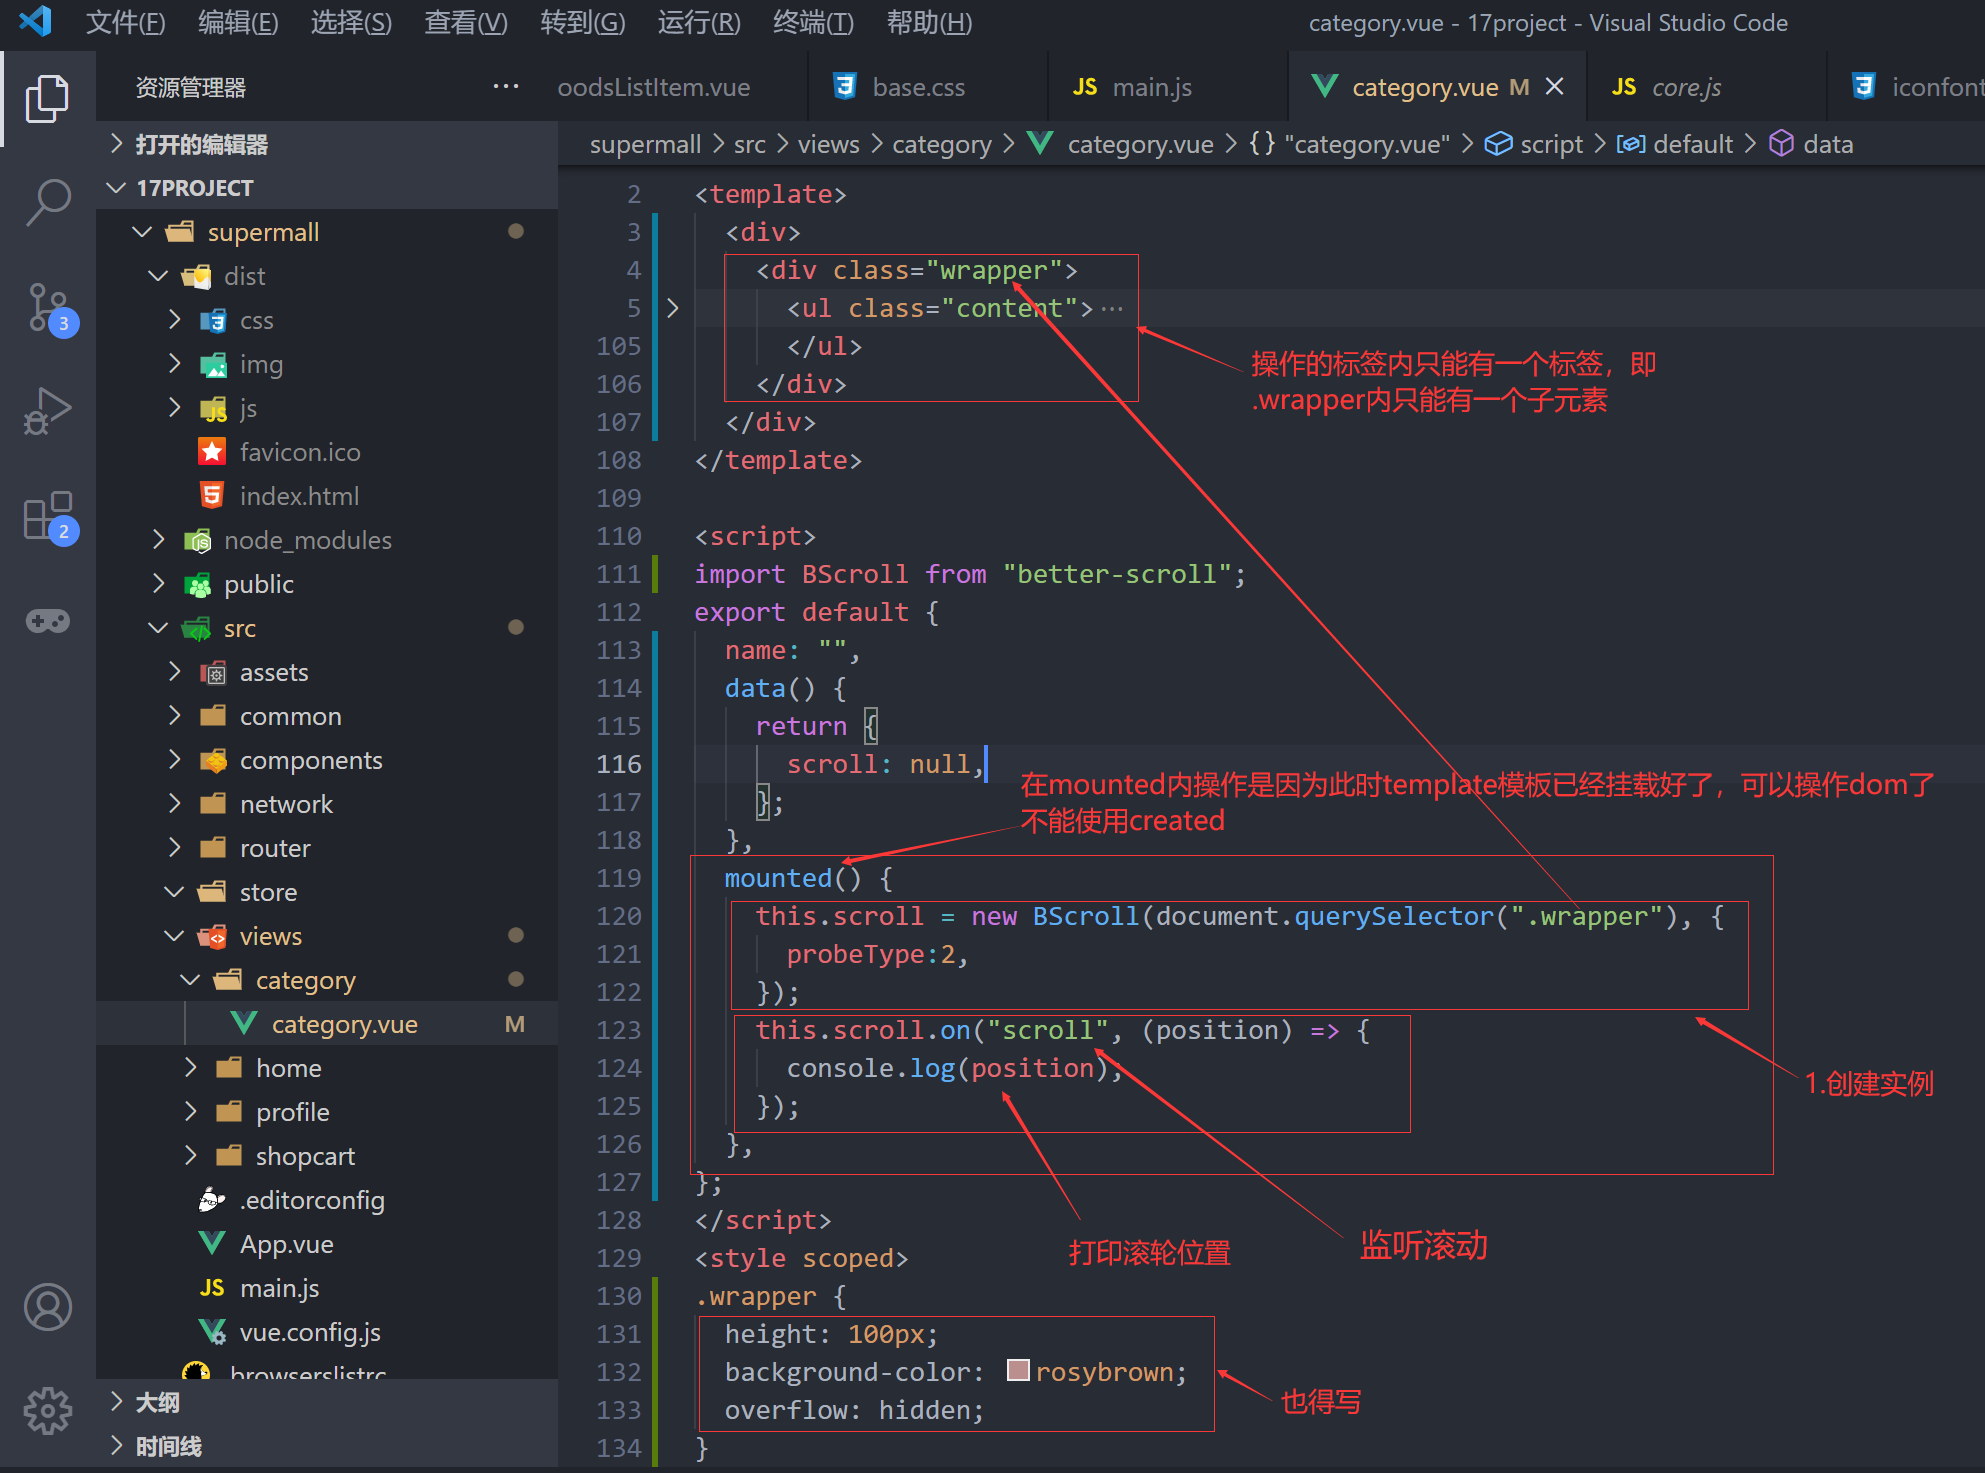 文件(F) 编辑(E) 选择(S) 查看(V) 转到(G) 运行(R) 终端(T) 帮助(H) category.vue - 17project - Visual Studio Code
资源管理器 ··· oodsListItem.vue base.css JS main.js category.vue M JS core.js iconfont
打开的编辑器
supermall > src > views > category > category.vue > {} "category.vue" > script > default > data
17PROJECT
supermall
dist
css
img
js
favicon.ico
index.html
node_modules
public
src
assets
common
components
network
router
store
views
category
category.vue M
home
profile
shopcart
.editorconfig
App.vue
JS main.js
vue.config.js
.browserslistrc
大纲
时间线
3
2
2 <template>
3 <div>
4 <div class="wrapper">
5 <ul class="content">···
105 </ul>
106 </div>
107 </div>
108 </template>
109
110 <script>
111 import BScroll from "better-scroll";
112 export default {
113 name: "",
114 data() {
115 return {
116 scroll: null,
117 };
118 },
119 mounted() {
120 this.scroll = new BScroll(document.querySelector(".wrapper"), {
121 probeType:2,
122 });
123 this.scroll.on("scroll", (position) => {
124 console.log(position);
125 });
126 },
127 };
128 </script>
129 <style scoped>
130 .wrapper {
131 height: 100px;
132 background-color: rosybrown;
133 overflow: hidden;
134 }
操作的标签内只能有一个标签，即
.wrapper内只能有一个子元素
在mounted内操作是因为此时template模板已经挂载好了，可以操作dom了
不能使用created
1.创建实例
打印滚轮位置
监听滚动
也得写